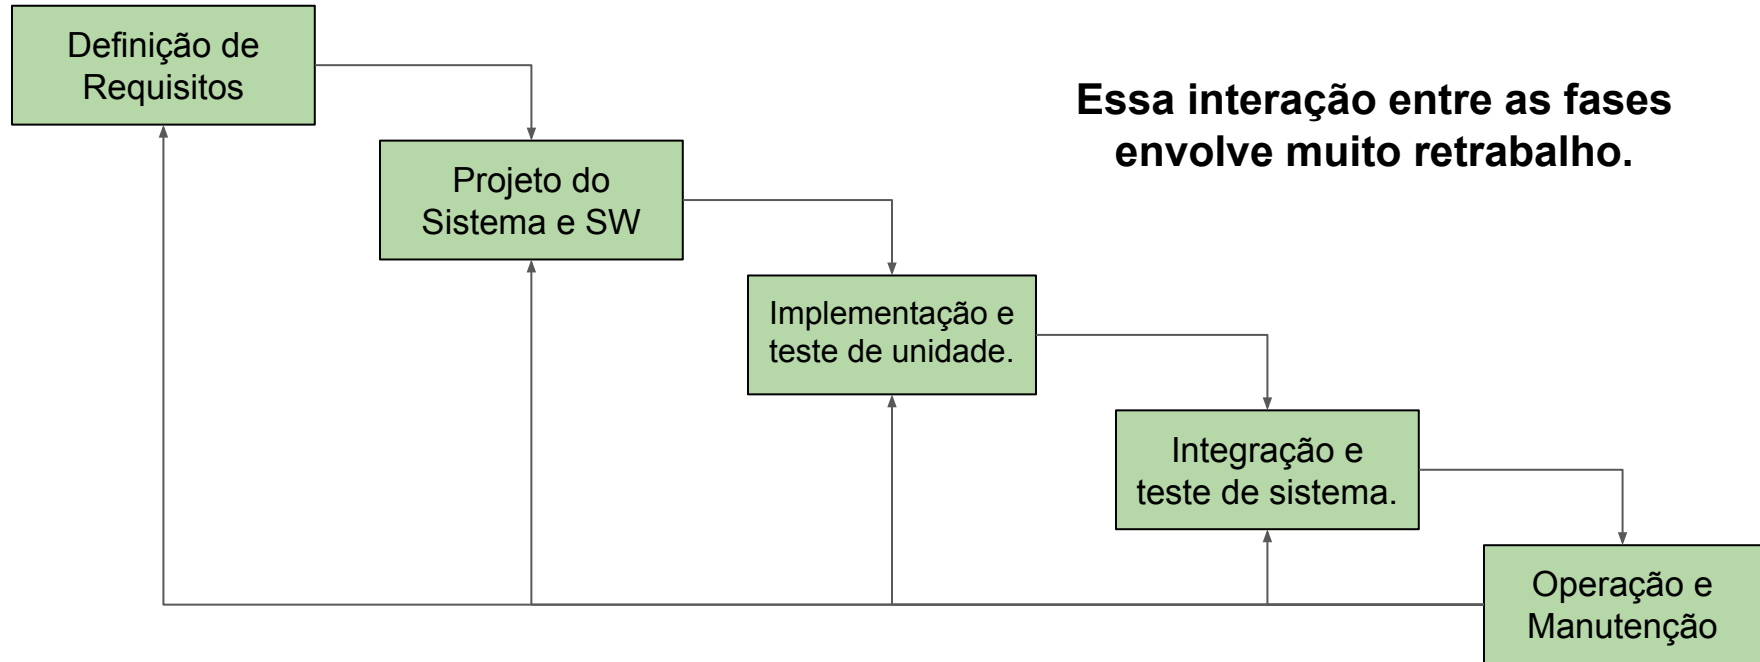 Definição de
Requisitos
Essa interação entre as fases
envolve muito retrabalho.
Projeto do
Sistema e SW
Implementação e
teste de unidade.
Integração e
teste de sistema.
Operação e
Manutenção